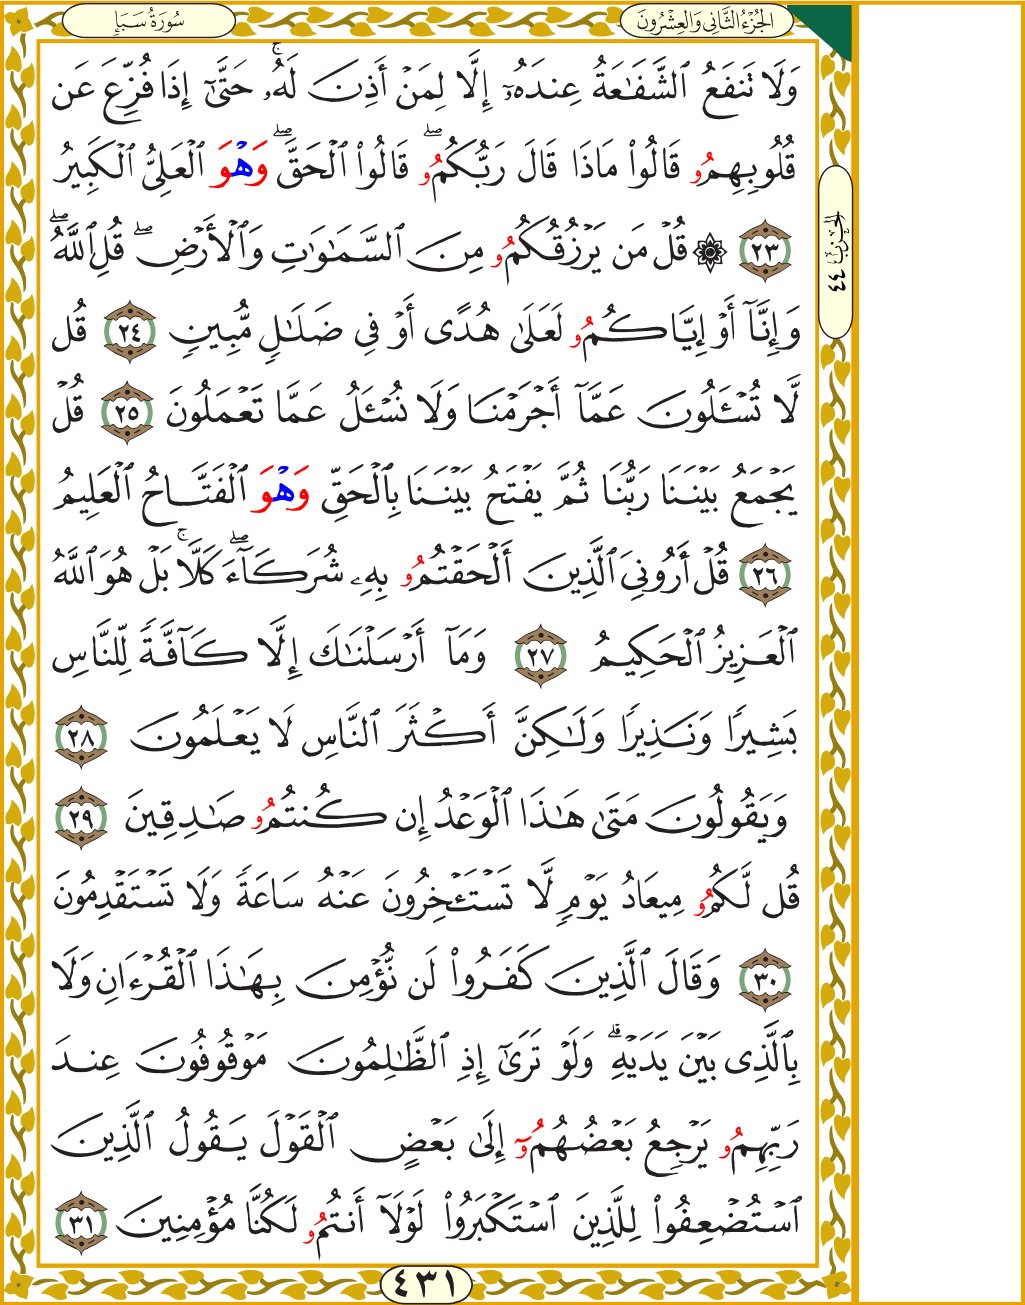 الجُزْءُ الثَّانِي وَالعِشْرُونَ
سُورَةُ سَبَإٍ
وَلَا تَنفَعُ ٱلشَّفَٰعَةُ عِندَهُۥٓ إِلَّا لِمَنْ أَذِنَ لَهُۥۚ حَتَّىٰٓ إِذَا فُزِّعَ عَن
قُلُوبِهِمُۥ قَالُوا۟ مَاذَا قَالَ رَبُّكُمُۥۖ قَالُوا۟ ٱلْحَقَّۖ وَهْوَ ٱلْعَلِىُّ ٱلْكَبِيرُ
٢٣ ۞ قُلْ مَن يَرْزُقُكُمُۥ مِنَ ٱلسَّمَٰوَٰتِ وَٱلْأَرْضِۖ قُلِ ٱللَّهُۖ
وَإِنَّآ أَوْ إِيَّاكُمُۥ لَعَلَىٰ هُدًى أَوْ فِى ضَلَٰلٍ مُّبِينٍ ٢٤ قُل
لَّا تُسْـَٔلُونَ عَمَّآ أَجْرَمْنَا وَلَا نُسْـَٔلُ عَمَّا تَعْمَلُونَ ٢٥ قُلْ
يَجْمَعُ بَيْنَنَا رَبُّنَا ثُمَّ يَفْتَحُ بَيْنَنَا بِٱلْحَقِّ وَهْوَ ٱلْفَتَّاحُ ٱلْعَلِيمُ
٢٦ قُلْ أَرُونِىَ ٱلَّذِينَ أَلْحَقْتُمُۥ بِهِۦ شُرَكَآءَۖ كَلَّاۚ بَلْ هُوَ ٱللَّهُ
ٱلْعَزِيزُ ٱلْحَكِيمُ ٢٧ وَمَآ أَرْسَلْنَٰكَ إِلَّا كَآفَّةً لِّلنَّاسِ
بَشِيرًا وَنَذِيرًا وَلَٰكِنَّ أَكْثَرَ ٱلنَّاسِ لَا يَعْلَمُونَ ٢٨
وَيَقُولُونَ مَتَىٰ هَٰذَا ٱلْوَعْدُ إِن كُنتُمُۥ صَٰدِقِينَ ٢٩
قُل لَّكُمُۥ مِيعَادُ يَوْمٍ لَّا تَسْتَـْٔخِرُونَ عَنْهُ سَاعَةً وَلَا تَسْتَقْدِمُونَ
٣٠ وَقَالَ ٱلَّذِينَ كَفَرُوا۟ لَن نُّؤْمِنَ بِهَٰذَا ٱلْقُرْءَانِ وَلَا
بِٱلَّذِى بَيْنَ يَدَيْهِۗ وَلَوْ تَرَىٰٓ إِذِ ٱلظَّٰلِمُونَ مَوْقُوفُونَ عِندَ
رَبِّهِمُۥ يَرْجِعُ بَعْضُهُمُۥٓ إِلَىٰ بَعْضٍ ٱلْقَوْلَ يَقُولُ ٱلَّذِينَ
ٱسْتُضْعِفُوا۟ لِلَّذِينَ ٱسْتَكْبَرُوا۟ لَوْلَآ أَنتُمُۥ لَكُنَّا مُؤْمِنِينَ ٣١
الحِزْبُ ٤٤
٤٣١